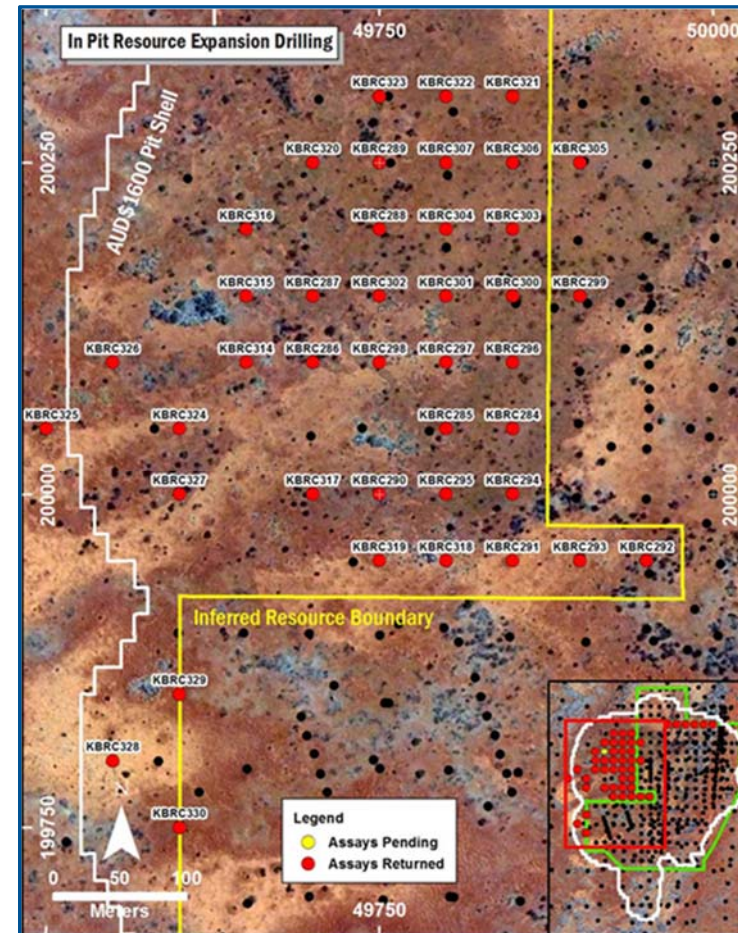 49750
50000
In Pit Resource Expansion Drilling
KBRC323 KBRC322 KBRC321
AUD$1600 Pit Shell
200250
KBRC320 KBRC289 KBRC307 KBRC306 KBRC305
200250
KBRC316 KBRC288 KBRC304 KBRC303
KBRC315 KBRC287 KBRC302 KBRC301 KBRC300 KBRC299
KBRC326 KBRC314 KBRC286 KBRC298 KBRC297 KBRC296
KBRC325 KBRC324 KBRC285 KBRC284
200000
KBRC327 KBRC317 KBRC290 KBRC295 KBRC294
200000
KBRC319 KBRC318 KBRC291 KBRC293 KBRC292
Inferred Resource Boundary
KBRC329
KBRC328
N
199750
KBRC330
Legend
Assays Pending
Assays Returned
0 50 100
Meters
49750